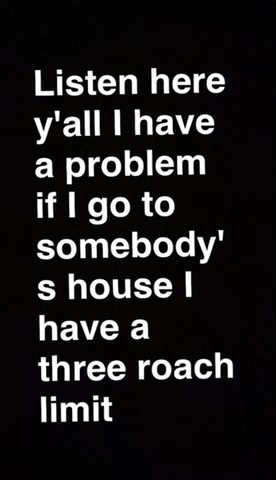 Listen here
y'all I have
a problem
if I go to
somebody'
s house I
have a
three roach
limit